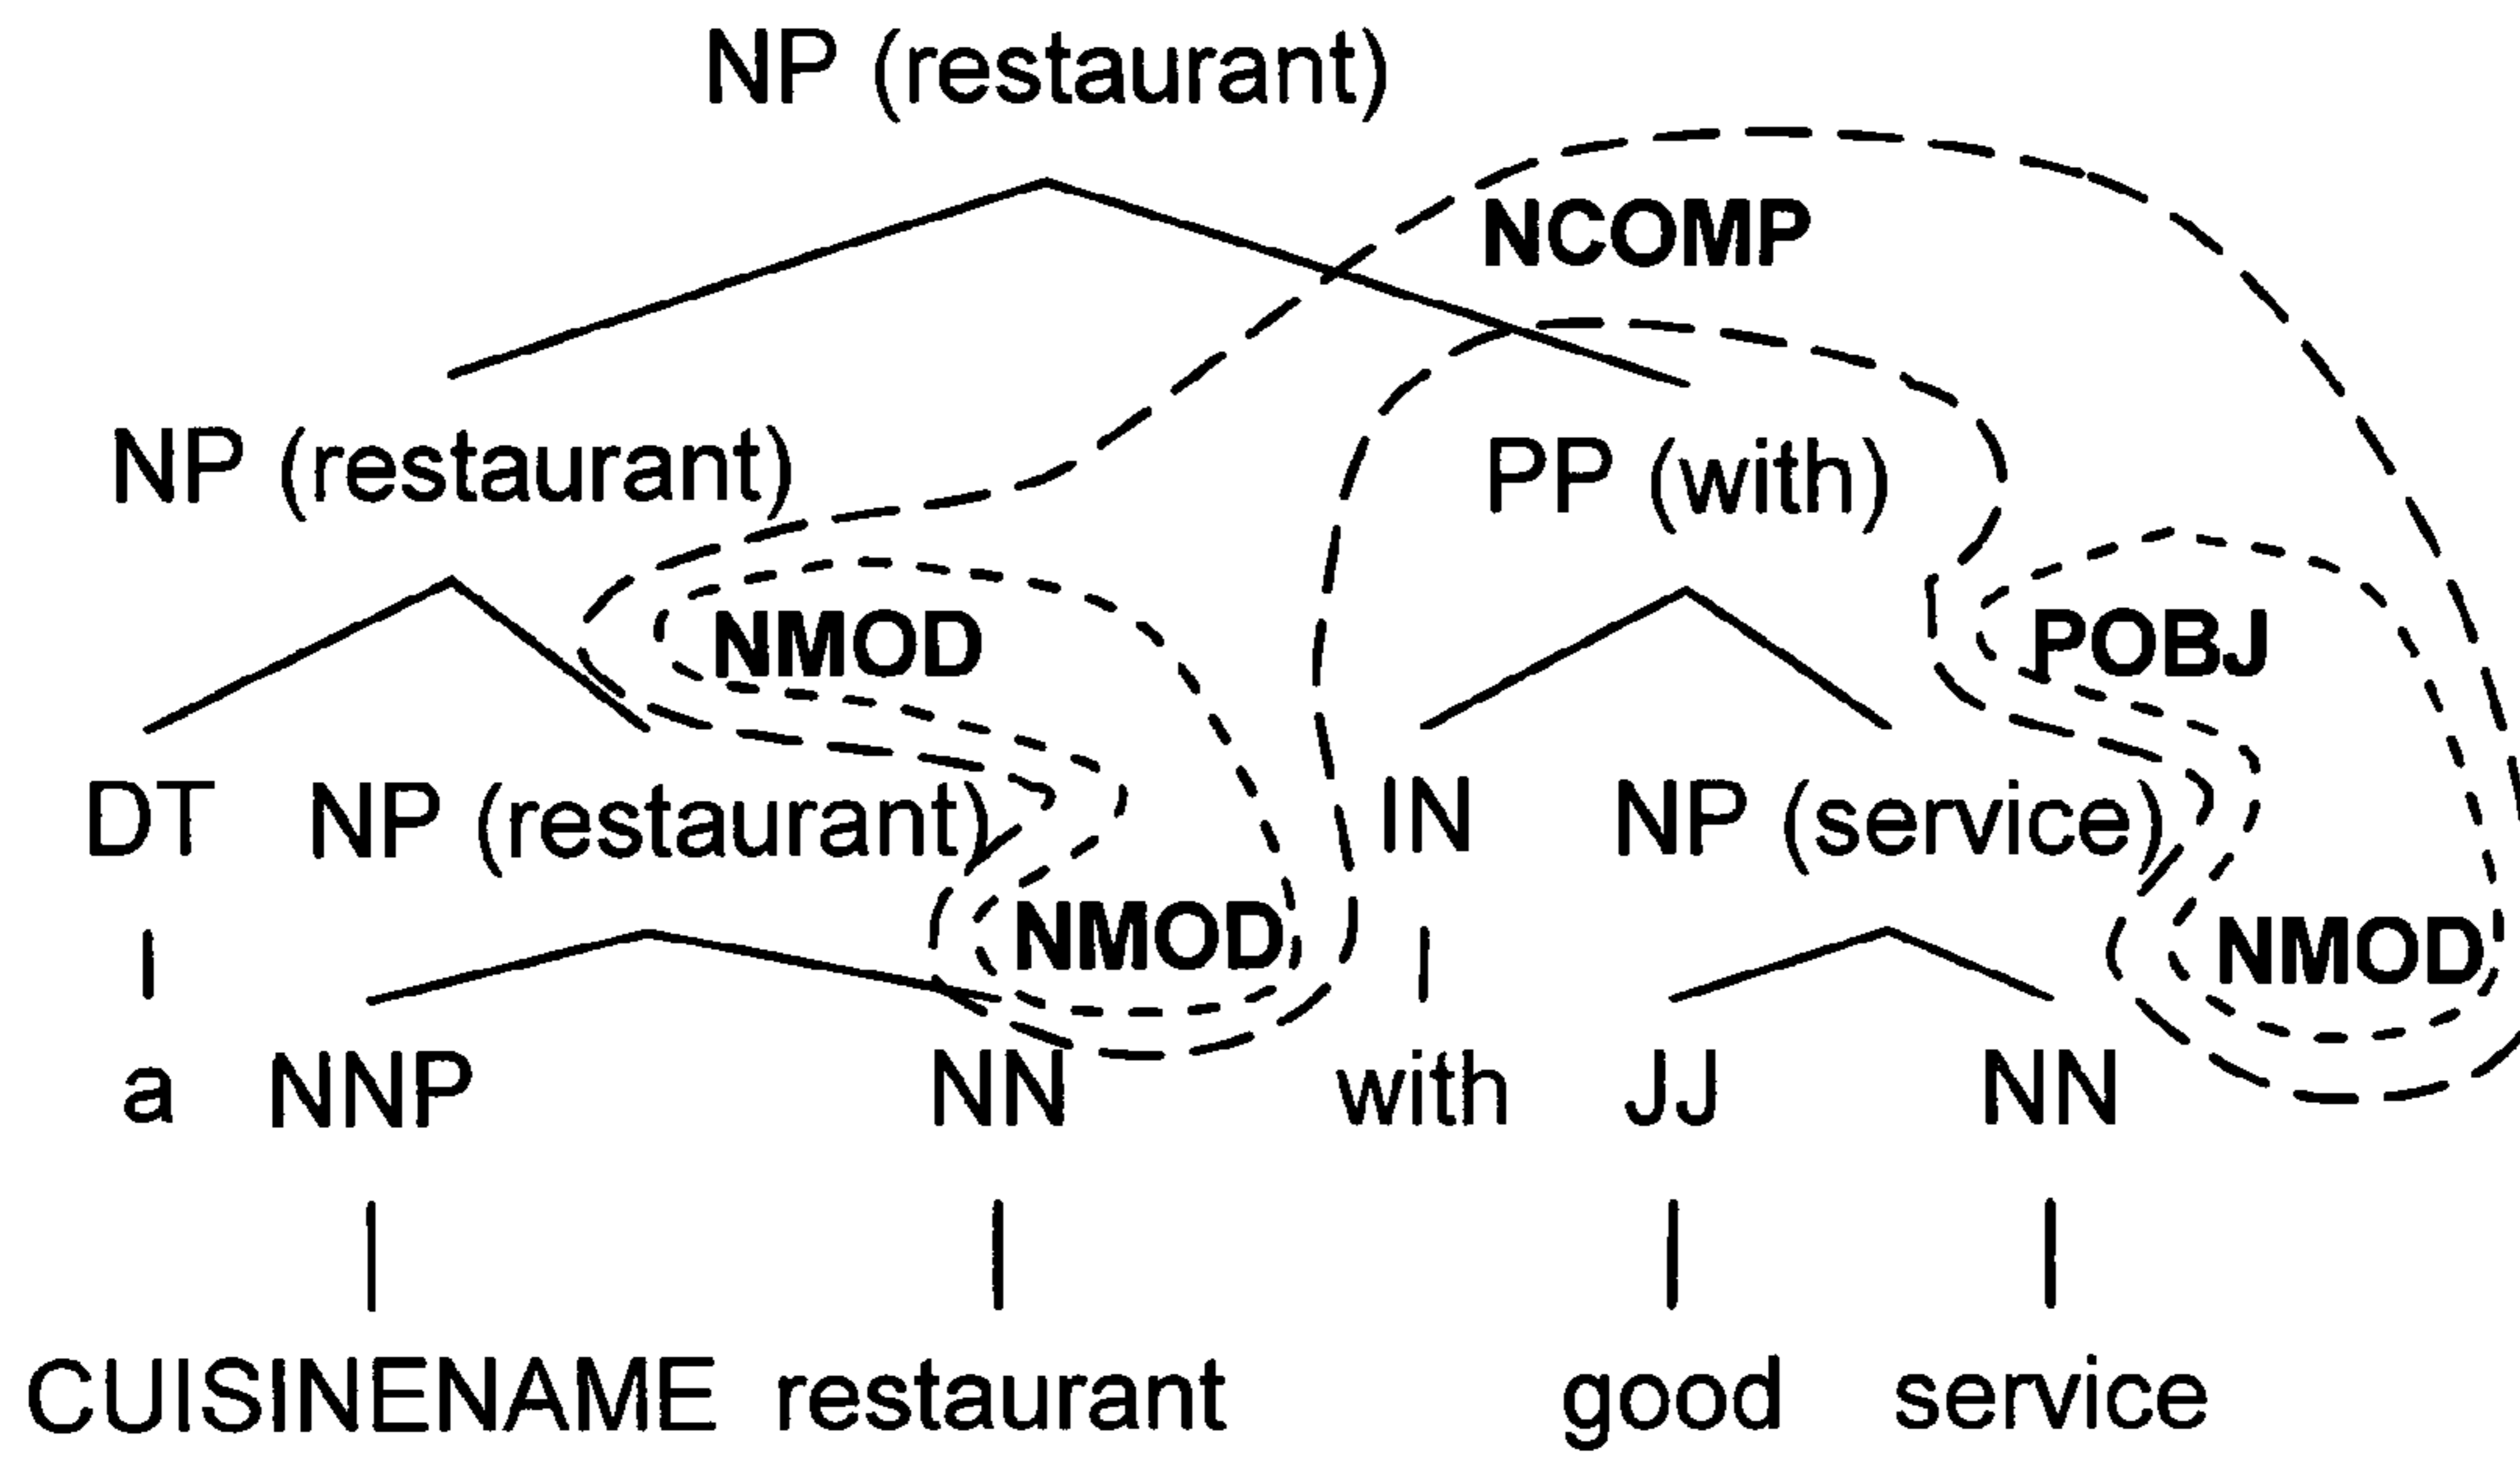 NP (restaurant)
NCOMP
NP (restaurant) PP (with)
NMOD POBJ
DT NP (restaurant) IN NP (service)
NMOD NMOD
a NNP NN with JJ NN
CUISINENAME restaurant good service